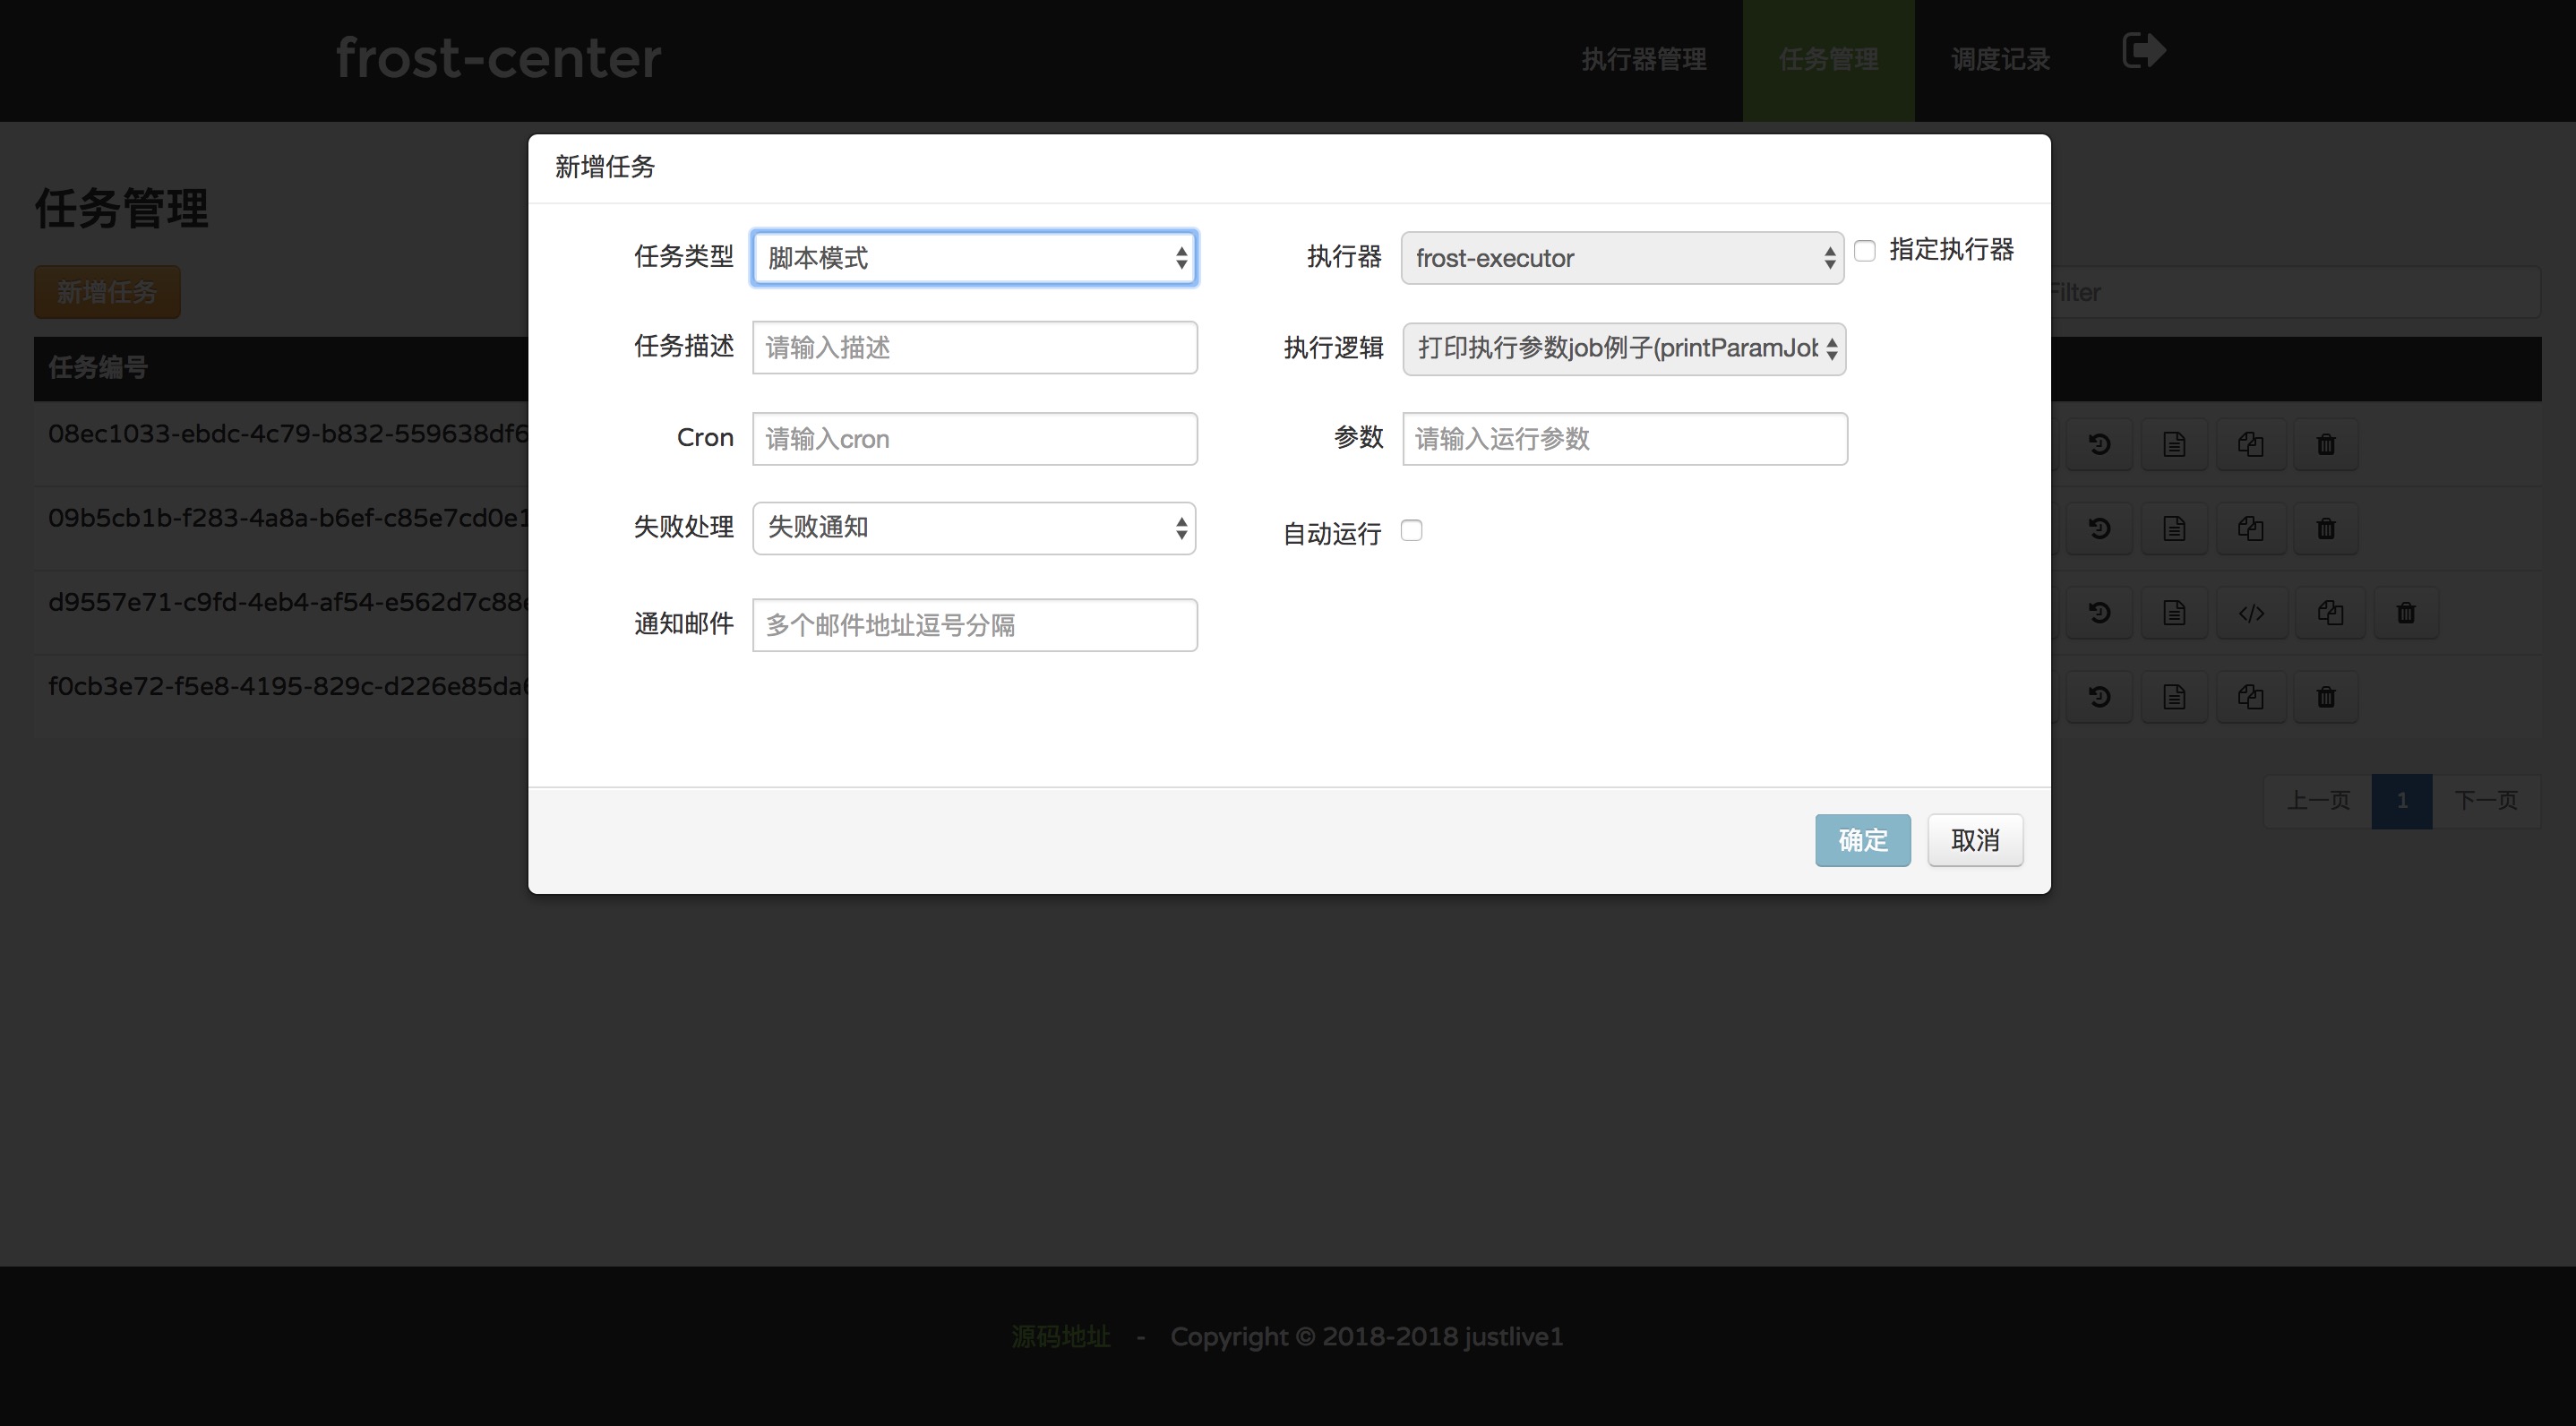 frost-center
执行器管理 任务管理 调度记录
任务管理
新增任务
新增任务
任务类型 脚本模式 执行器 frost-executor 指定执行器
Filter
任务描述 请输入描述 执行逻辑 打印执行参数job例子(printParamJob
任务编号
Cron 请输入cron 参数 请输入运行参数
08ec1033-ebdc-4c79-b832-559638df6
失败处理 失败通知 自动运行
09b5cb1b-f283-4a8a-b6ef-c85e7cd0e1
通知邮件 多个邮件地址逗号分隔
d9557e71-c9fd-4eb4-af54-e562d7c88e
f0cb3e72-f5e8-4195-829c-d226e85da6
上一页 1 下一页
确定 取消
源码地址 - Copyright © 2018-2018 justlive1